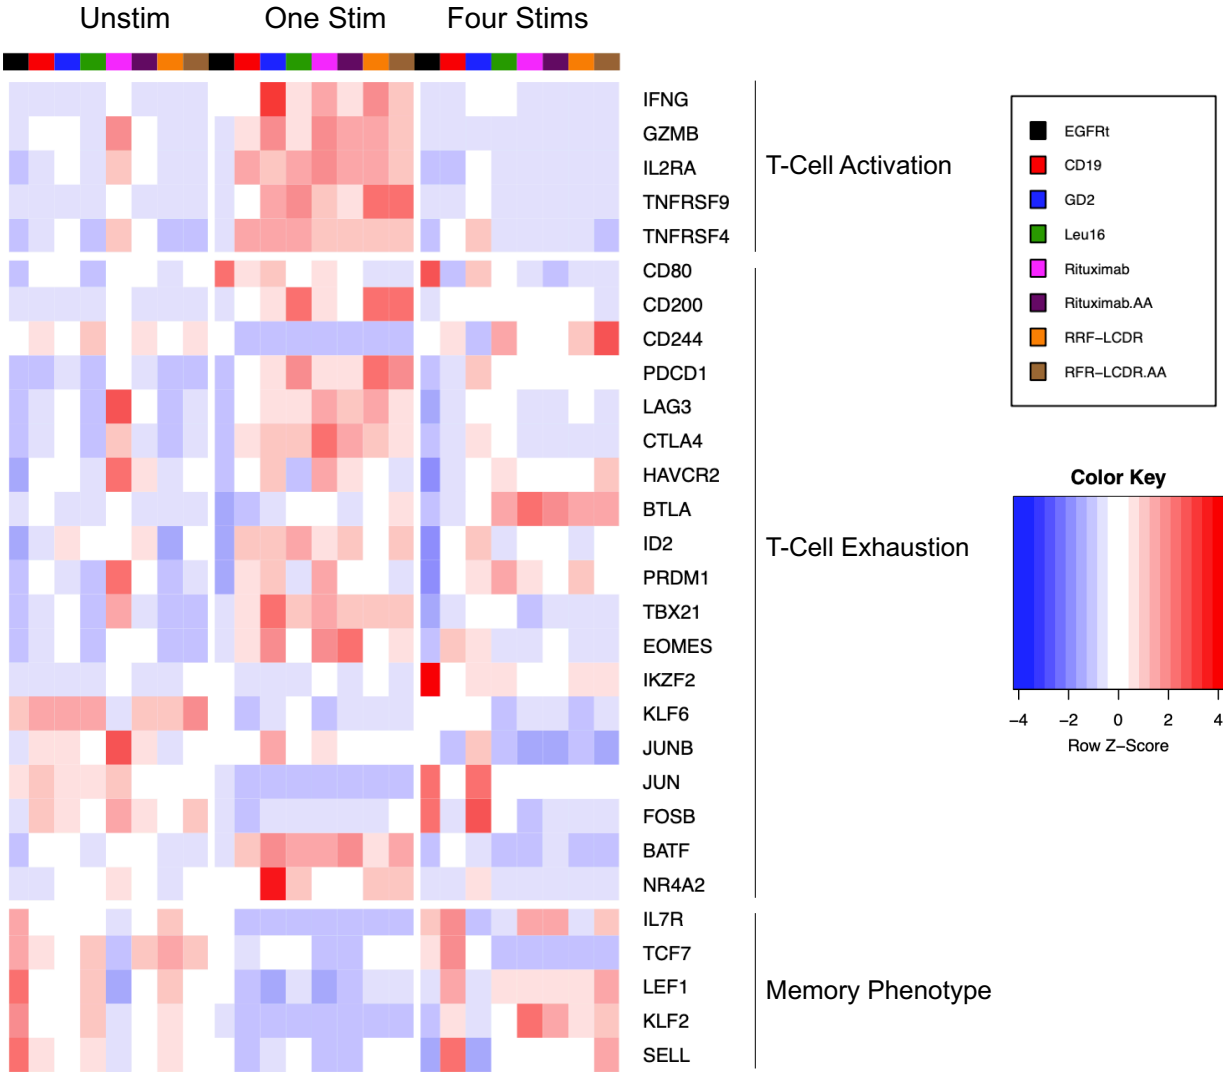 Unstim One Stim Four Stims
IFNG
GZMB
IL2RA
TNFRSF9
TNFRSF4
T-Cell Activation
CD80
CD200
CD244
PDCD1
LAG3
CTLA4
HAVCR2
BTLA
ID2
PRDM1
TBX21
EOMES
IKZF2
KLF6
JUNB
JUN
FOSB
BATF
NR4A2
T-Cell Exhaustion
IL7R
TCF7
LEF1
KLF2
SELL
Memory Phenotype
EGFRt
CD19
GD2
Leu16
Rituximab
Rituximab.AA
RRF−LCDR
RFR−LCDR.AA
Color Key
−4 −2 0 2 4
Row Z−Score